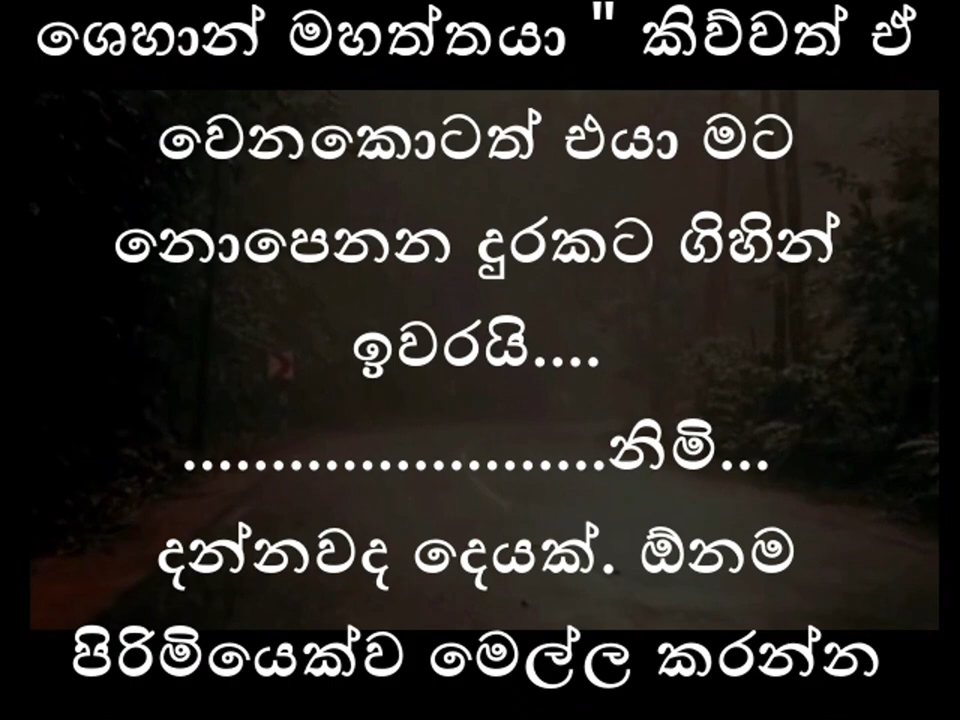 ශෙහාන් මහත්තයා " කිව්වත් ඒ
වෙනකොටත් එයා මට
නොපෙනන දුරකට ගිහින්
ඉවරයි....
........................නිමි...
දන්නවද දෙයක්. ඕනම
පිරිමියෙක්ව මෙල්ල කරන්න